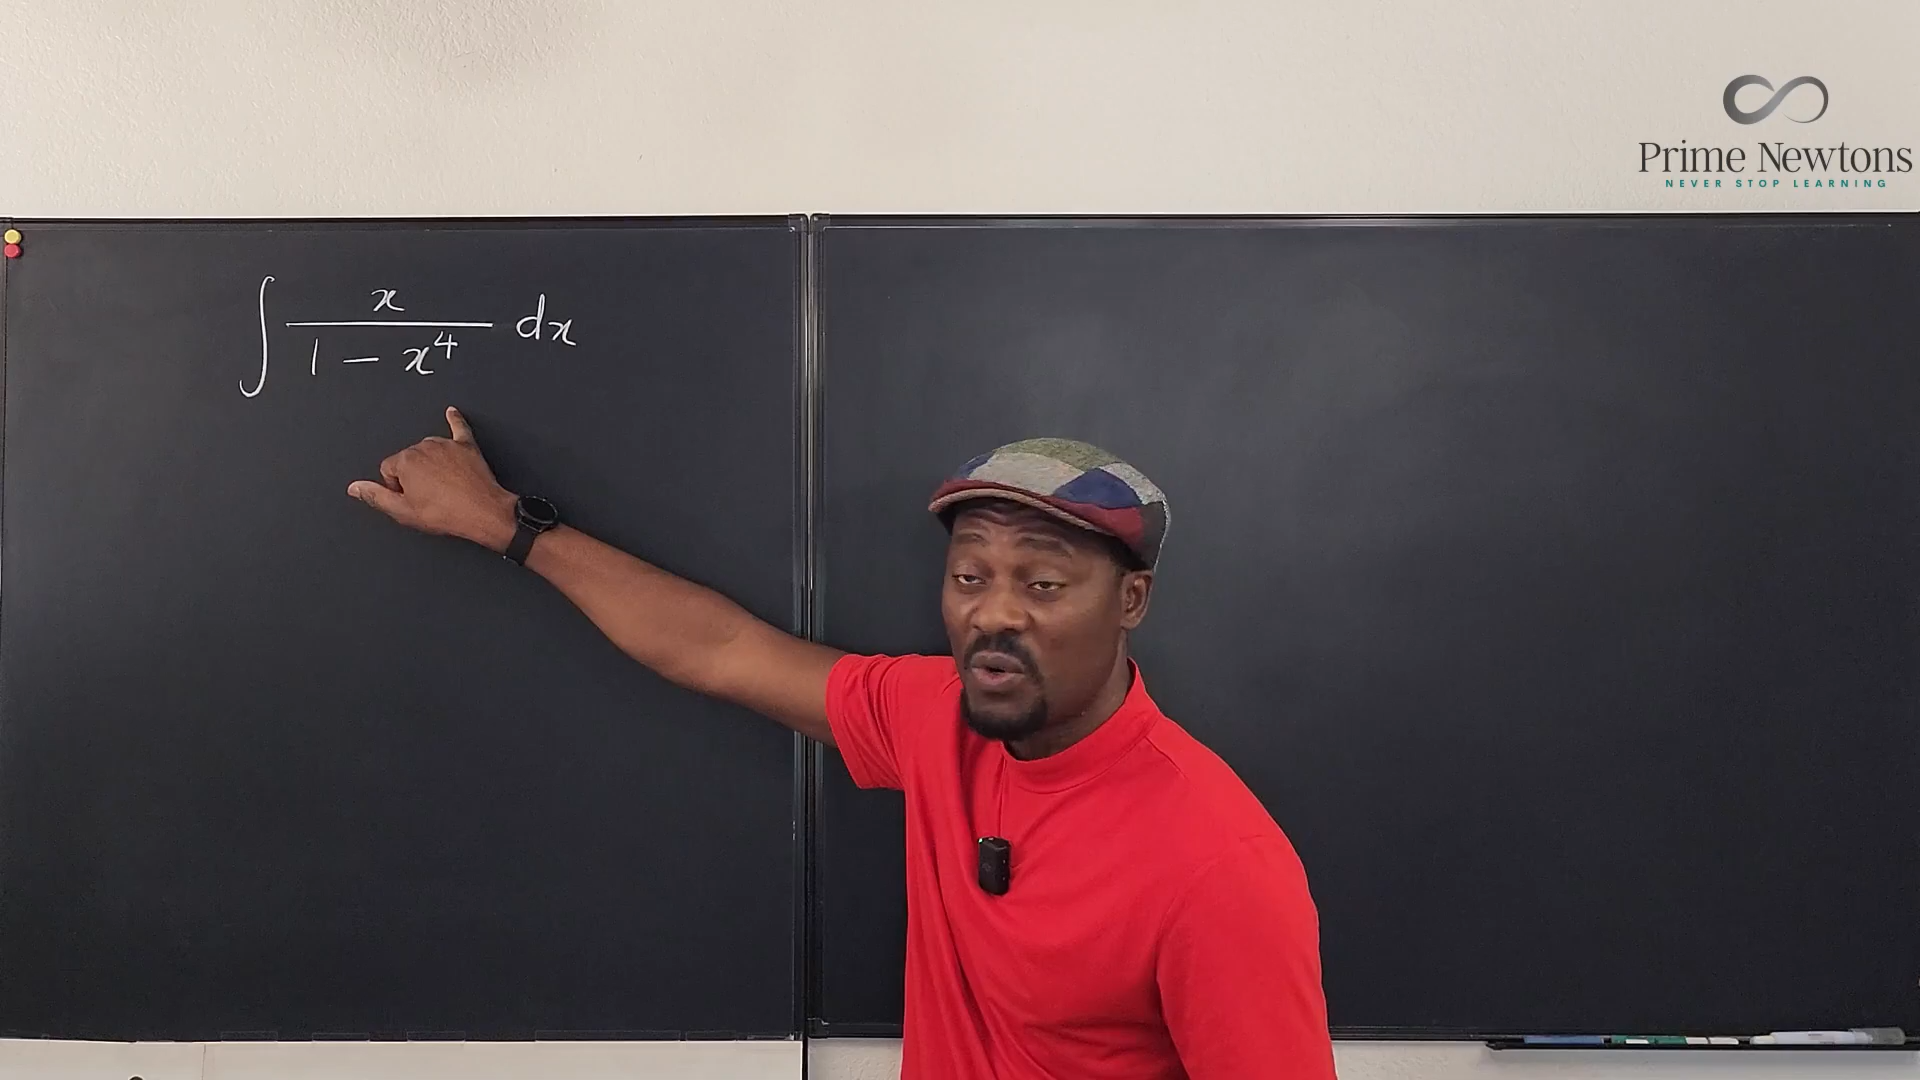 Prime Newtons
NEVER STOP LEARNING
∫ x / (1 - x⁴) dx